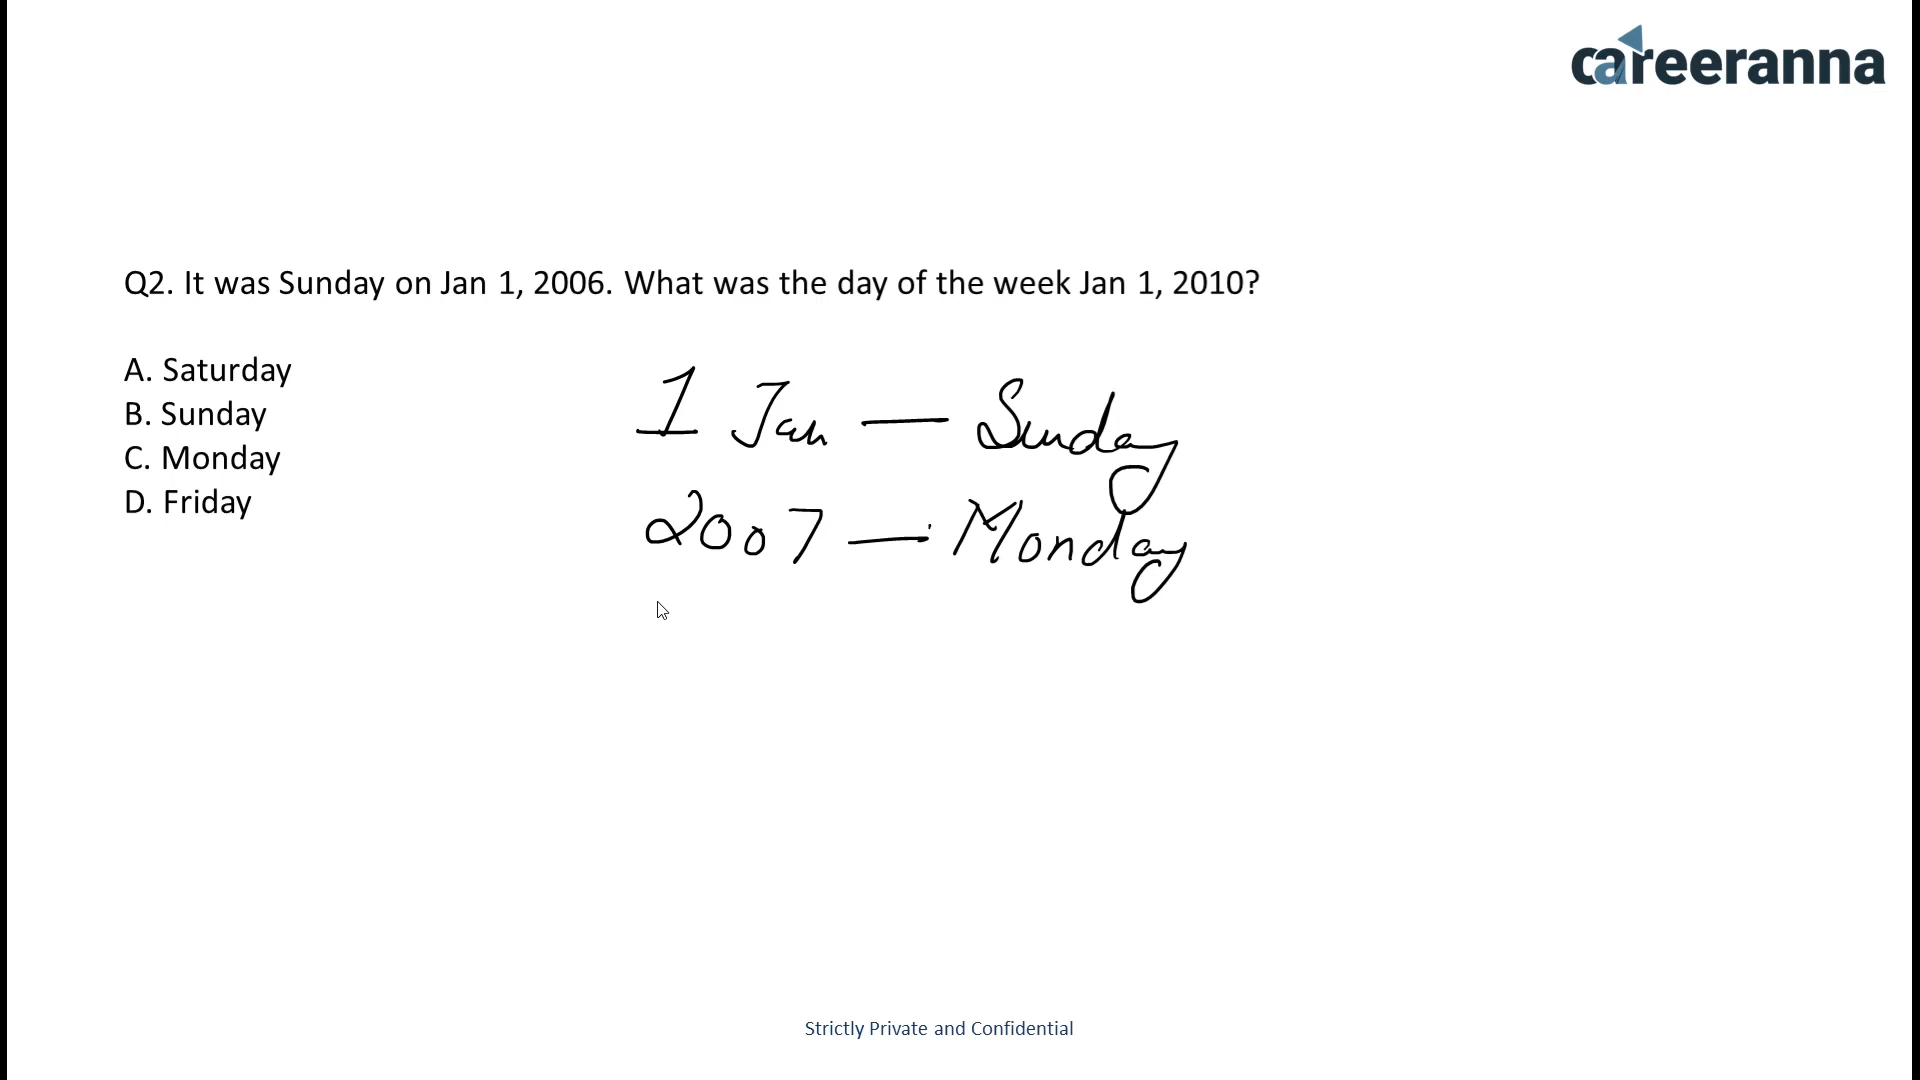 careeranna
Q2. It was Sunday on Jan 1, 2006. What was the day of the week Jan 1, 2010?
A. Saturday
B. Sunday
C. Monday
D. Friday
1 Jan — Sunday
2007 — Monday
Strictly Private and Confidential